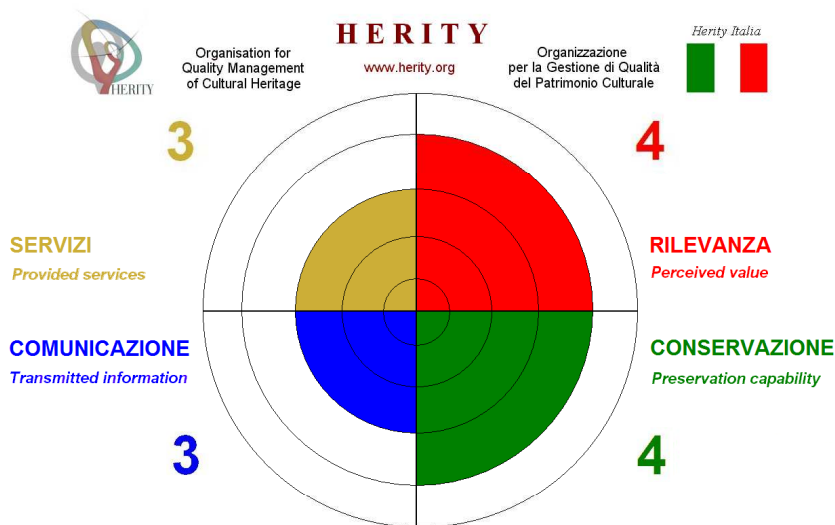 HERITY
Organisation for
Quality Management
of Cultural Heritage
HERITY
www.herity.org
Organizzazione
per la Gestione di Qualità
del Patrimonio Culturale
Herity Italia
3
4
SERVIZI
Provided services
RILEVANZA
Perceived value
COMUNICAZIONE
Transmitted information
CONSERVAZIONE
Preservation capability
3
4